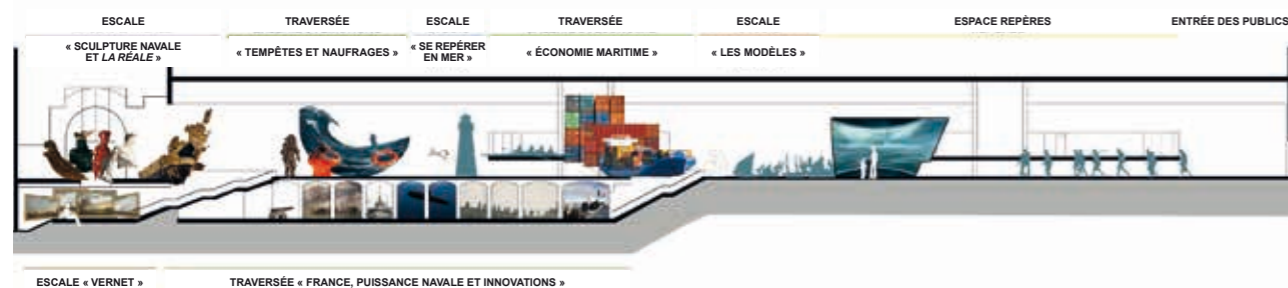 ESCALE
TRAVERSÉE
ESCALE
TRAVERSÉE
ESCALE
ESPACE REPÈRES
ENTRÉE DES PUBLICS
« SCULPTURE NAVALE
ET LA RÉALE »
« TEMPÊTES ET NAUFRAGES »
« SE REPÉRER
EN MER »
« ÉCONOMIE MARITIME »
« LES MODÈLES »
ESCALE « VERNET »
TRAVERSÉE « FRANCE, PUISSANCE NAVALE ET INNOVATIONS »